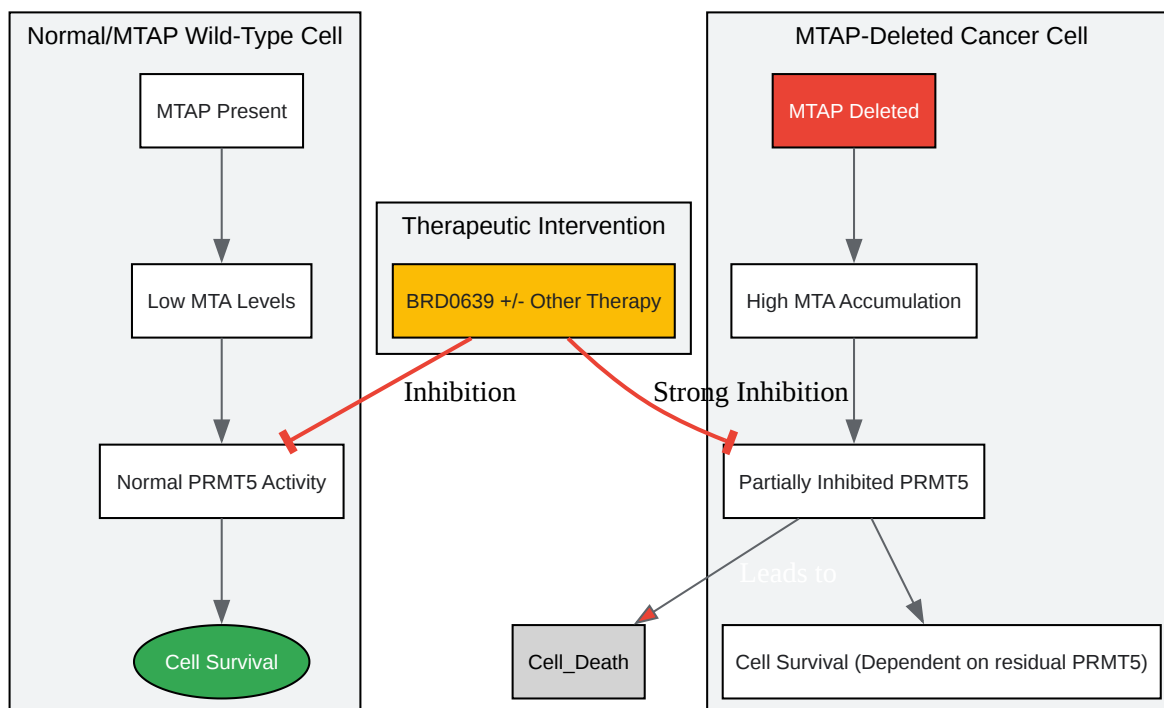 Normal/MTAP Wild-Type Cell
MTAP Present
Low MTA Levels
Normal PRMT5 Activity
Cell Survival
Therapeutic Intervention
BRD0639 +/- Other Therapy
Inhibition
Strong Inhibition
MTAP-Deleted Cancer Cell
MTAP Deleted
High MTA Accumulation
Partially Inhibited PRMT5
Leads to
Cell_Death
Cell Survival (Dependent on residual PRMT5)